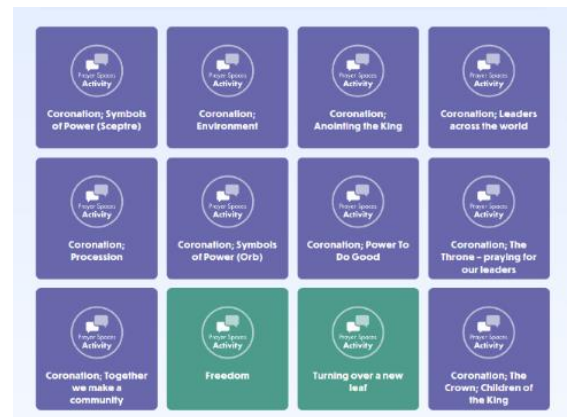 Prayer Spaces
Activity
Coronation; Symbols
of Power (Sceptre)
Prayer Spaces
Activity
Coronation;
Environment
Prayer Spaces
Activity
Coronation;
Anointing the King
Prayer Spaces
Activity
Coronation; Leaders
across the world
Prayer Spaces
Activity
Coronation;
Procession
Prayer Spaces
Activity
Coronation; Symbols
of Power (Orb)
Prayer Spaces
Activity
Coronation; Power To
Do Good
Prayer Spaces
Activity
Coronation; The
Throne – praying for
our leaders
Prayer Spaces
Activity
Coronation; Together
we make a
community
Prayer Spaces
Activity
Freedom
Prayer Spaces
Activity
Turning over a new
leaf
Prayer Spaces
Activity
Coronation; The
Crown; Children of
the King